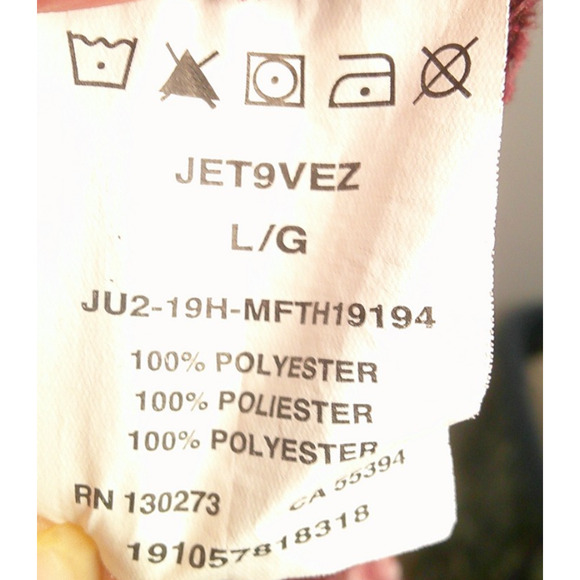 JET9VEZ
L/G
JU2-19H-MFTH19194
100% POLYESTER
100% POLIESTER
100% POLYESTER
RN 130273 CA 55394
191057818318